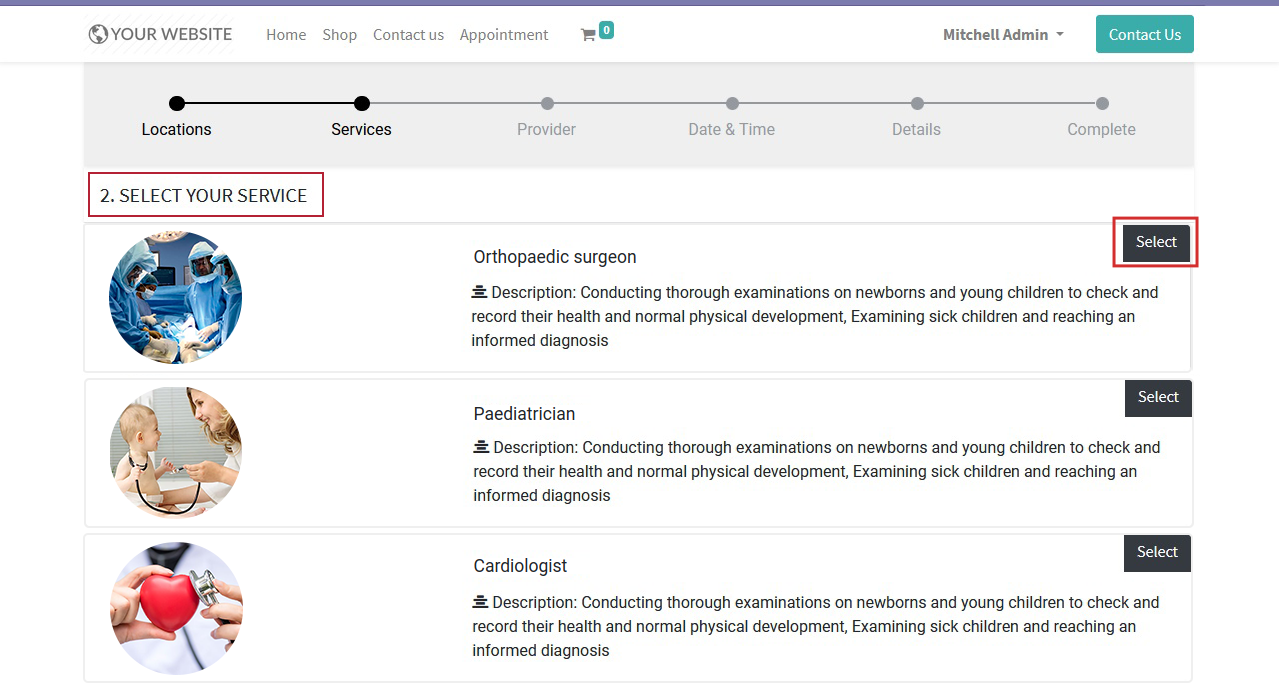 YOUR WEBSITE Home Shop Contact us Appointment 0 Mitchell Admin Contact Us
Locations Services Provider Date & Time Details Complete
2. SELECT YOUR SERVICE
Select
Orthopaedic surgeon
Description: Conducting thorough examinations on newborns and young children to check and
record their health and normal physical development, Examining sick children and reaching an
informed diagnosis
Select
Paediatrician
Description: Conducting thorough examinations on newborns and young children to check and
record their health and normal physical development, Examining sick children and reaching an
informed diagnosis
Select
Cardiologist
Description: Conducting thorough examinations on newborns and young children to check and
record their health and normal physical development, Examining sick children and reaching an
informed diagnosis